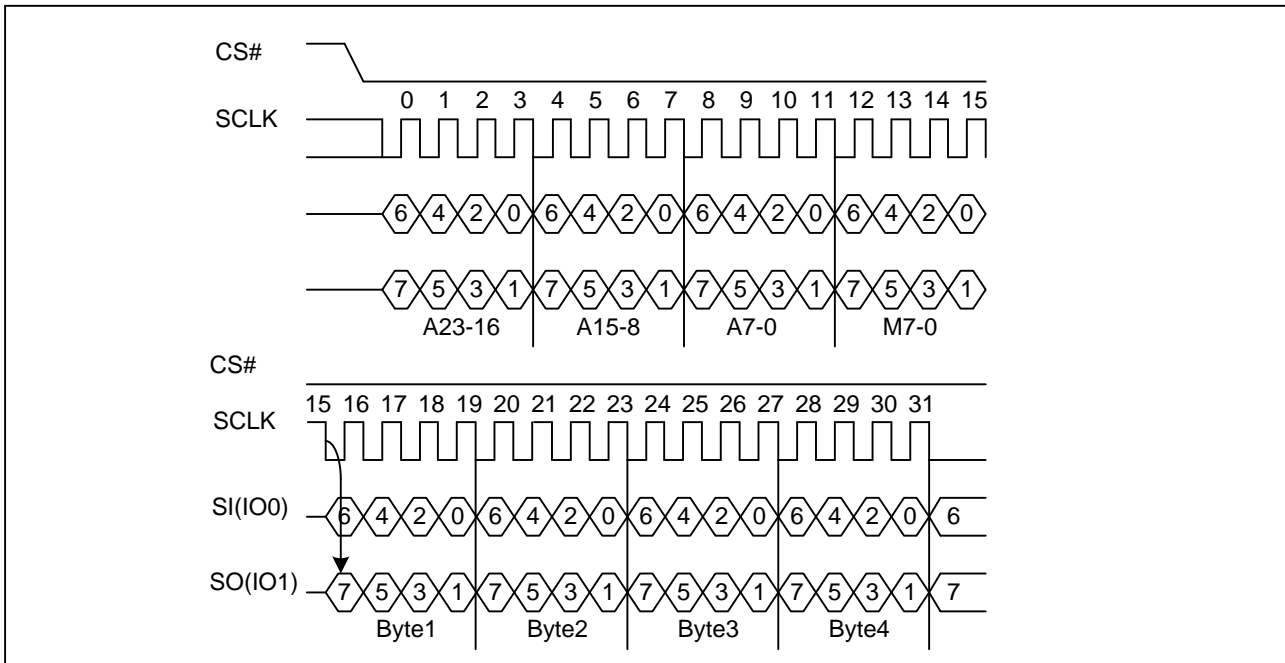 CS#
0 1 2 3 4 5 6 7 8 9 10 11 12 13 14 15
SCLK
6 4 2 0 6 4 2 0 6 4 2 0 6 4 2 0
7 5 3 1 7 5 3 1 7 5 3 1 7 5 3 1
A23-16 A15-8 A7-0 M7-0
CS#
15 16 17 18 19 20 21 22 23 24 25 26 27 28 29 30 31
SCLK
SI(IO0) 6 4 2 0 6 4 2 0 6 4 2 0 6 4 2 0 6
SO(IO1) 7 5 3 1 7 5 3 1 7 5 3 1 7 5 3 1 7
Byte1 Byte2 Byte3 Byte4